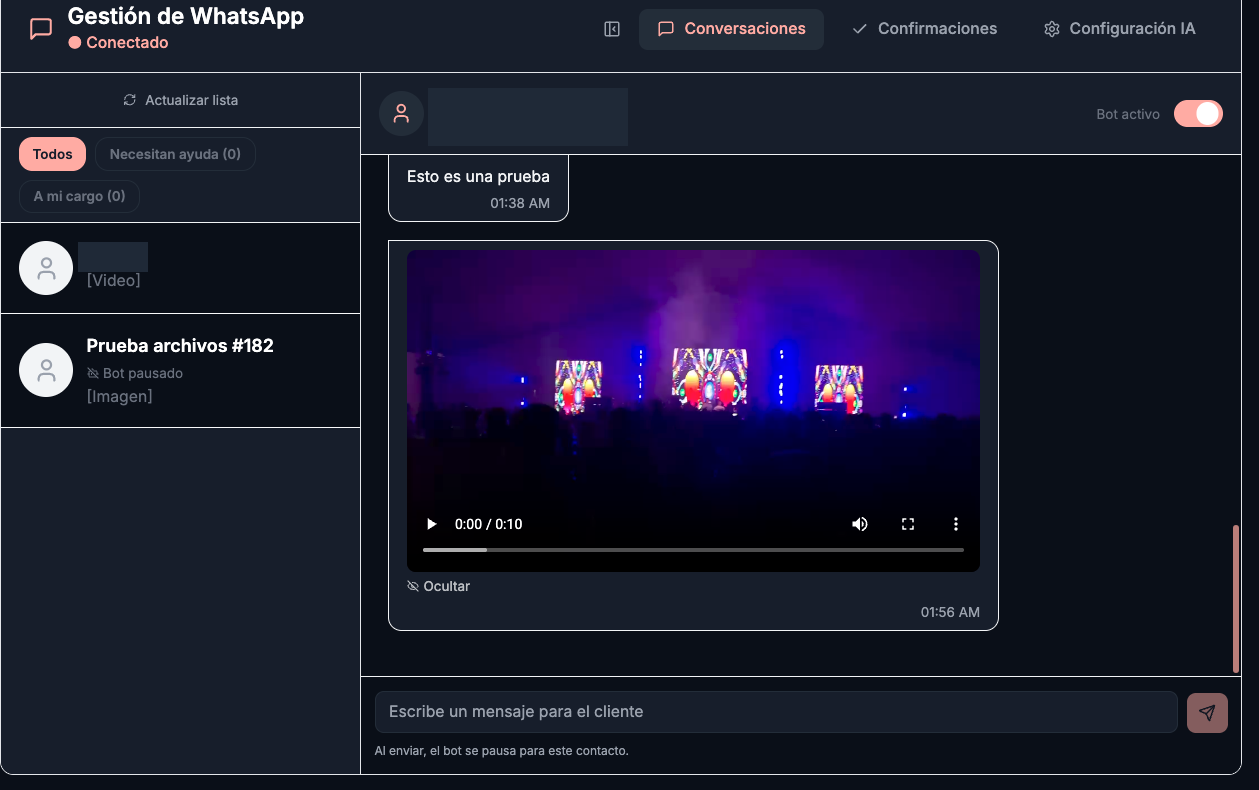 Gestión de WhatsApp
Conectado
Conversaciones
Confirmaciones
Configuración IA
Actualizar lista
Todos
Necesitan ayuda (0)
A mi cargo (0)
[Video]
Prueba archivos #182
Bot pausado
[Imagen]
Bot activo
Esto es una prueba
01:38 AM
0:00 / 0:10
Ocultar
01:56 AM
Escribe un mensaje para el cliente
Al enviar, el bot se pausa para este contacto.